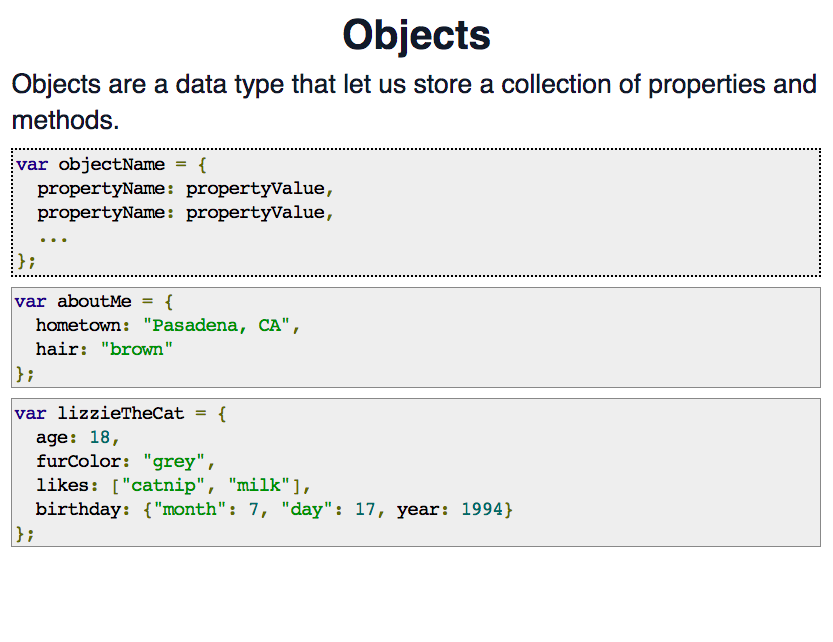 Objects
Objects are a data type that let us store a collection of properties and
methods.
var objectName = {
  propertyName: propertyValue,
  propertyName: propertyValue,
  ...
};
var aboutMe = {
  hometown: "Pasadena, CA",
  hair: "brown"
};
var lizzieTheCat = {
  age: 18,
  furColor: "grey",
  likes: ["catnip", "milk"],
  birthday: {"month": 7, "day": 17, year: 1994}
};